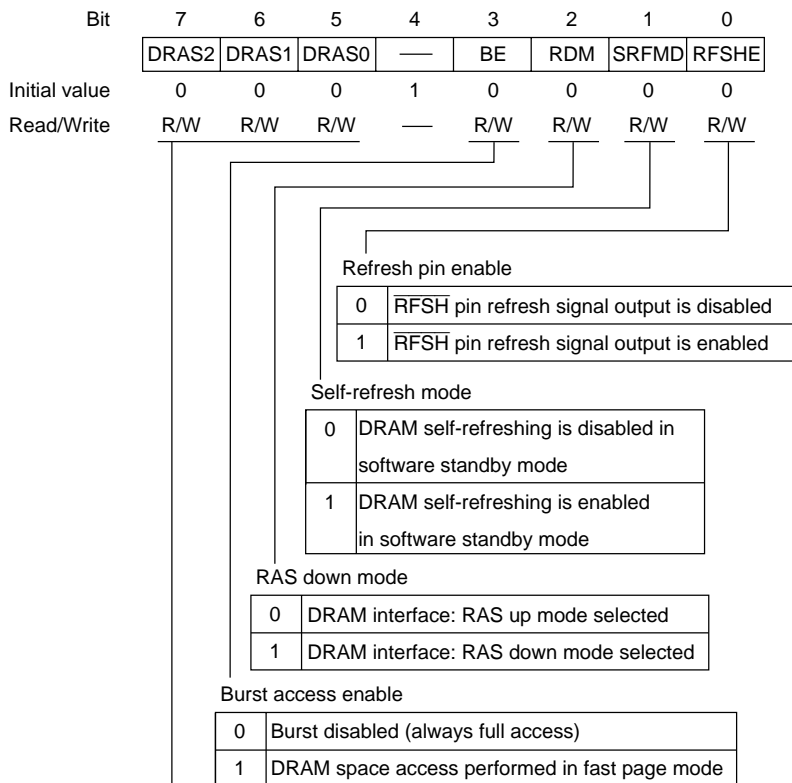 Bit 7 6 5 4 3 2 1 0
DRAS2 DRAS1 DRAS0 — BE RDM SRFMD RFSHE
Initial value 0 0 0 1 0 0 0 0
Read/Write R/W R/W R/W — R/W R/W R/W R/W
Refresh pin enable
0 R̅F̅S̅H̅ pin refresh signal output is disabled
1 R̅F̅S̅H̅ pin refresh signal output is enabled
Self-refresh mode
0 DRAM self-refreshing is disabled in
software standby mode
1 DRAM self-refreshing is enabled
in software standby mode
RAS down mode
0 DRAM interface: RAS up mode selected
1 DRAM interface: RAS down mode selected
Burst access enable
0 Burst disabled (always full access)
1 DRAM space access performed in fast page mode